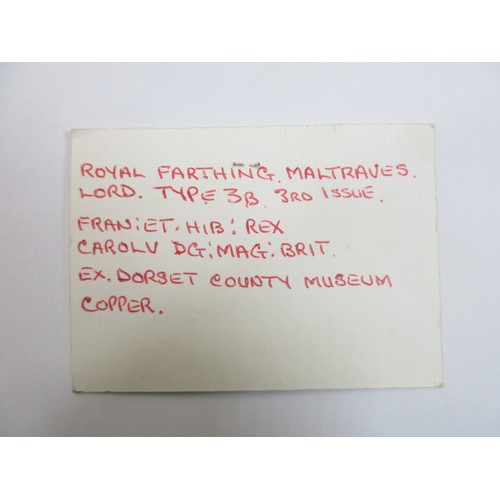 ROYAL FARTHING. MALTRAVES.
LORD. TYPE 3B. 3RD ISSUE.
FRAN:ET. HIB: REX
CAROLV DG: MAG: BRIT.
EX. DORSET COUNTY MUSEUM
COPPER.